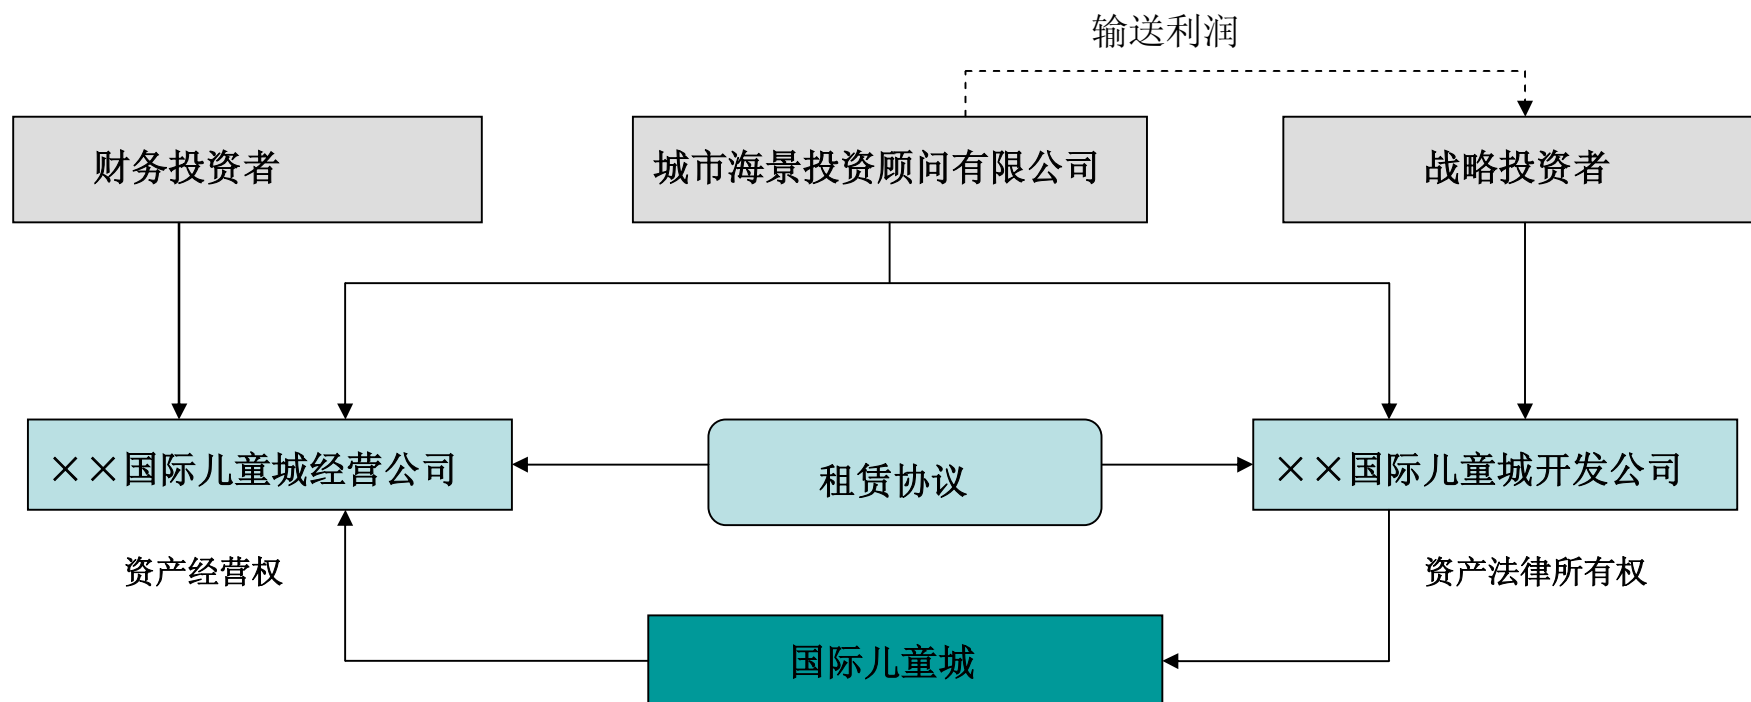 输送利润
财务投资者
城市海景投资顾问有限公司
战略投资者
××国际儿童城经营公司
租赁协议
××国际儿童城开发公司
资产经营权
资产法律所有权
国际儿童城